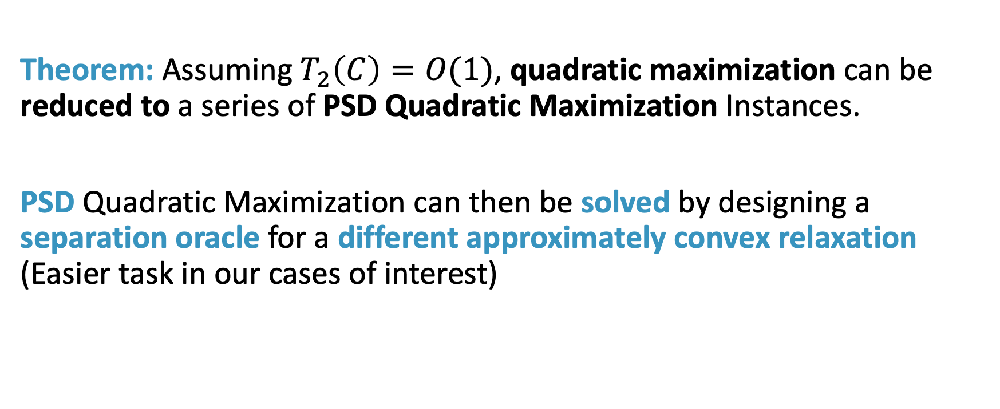 Theorem: Assuming T₂(C) = O(1), quadratic maximization can be
reduced to a series of PSD Quadratic Maximization Instances.
PSD Quadratic Maximization can then be solved by designing a
separation oracle for a different approximately convex relaxation
(Easier task in our cases of interest)